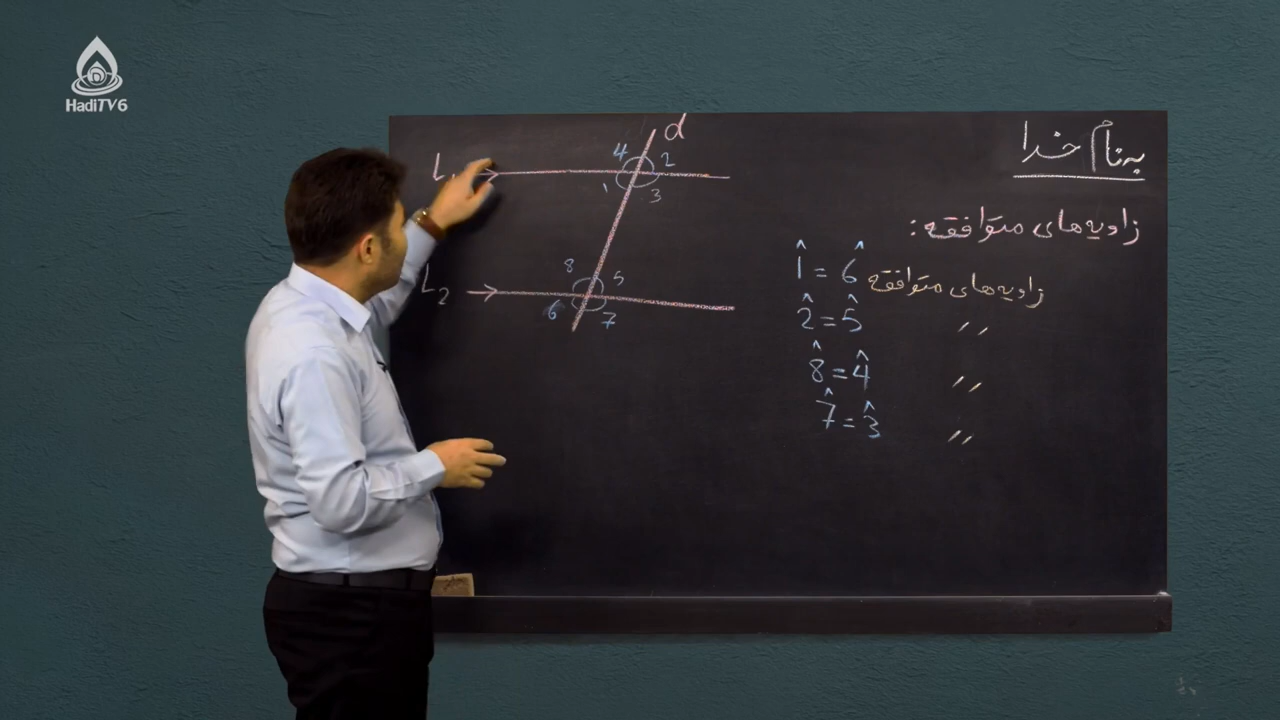 HadiTV6
به نام خدا
زاویه‌های متوافقه:
1̂ = 6̂ زاویه‌های متوافقه
2̂ = 5̂ 〃
8̂ = 4̂ 〃
7̂ = 3̂ 〃
d
4 2
L₁
1 3
8 5
L₂
6 7